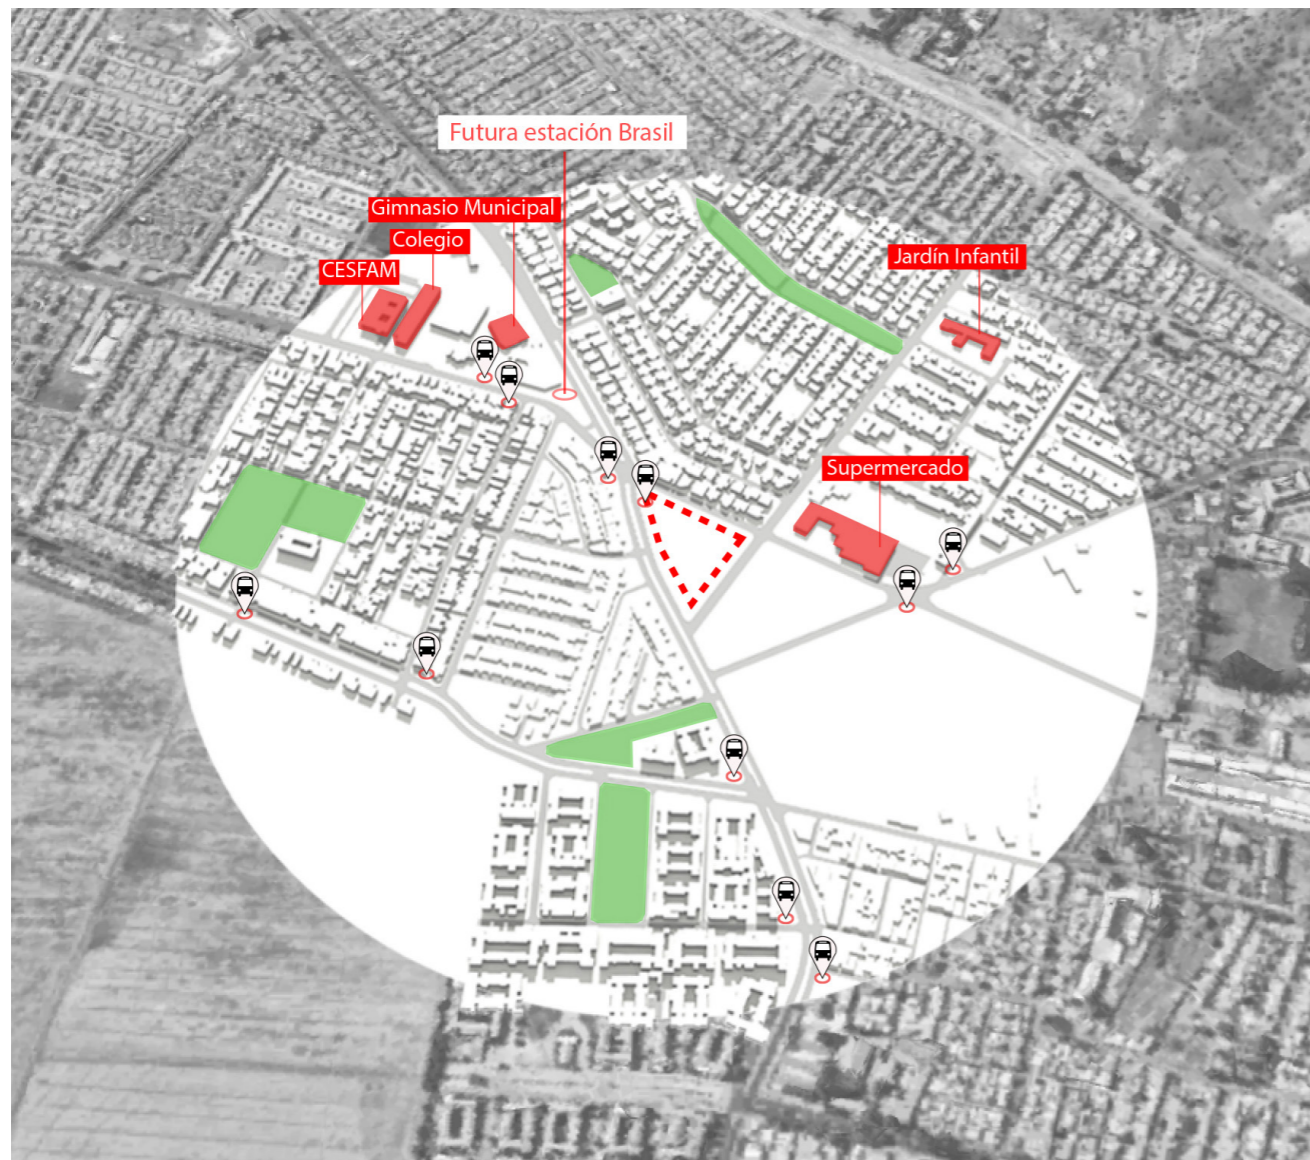 Futura estación Brasil
Gimnasio Municipal
Colegio
CESFAM
Jardín Infantil
Supermercado